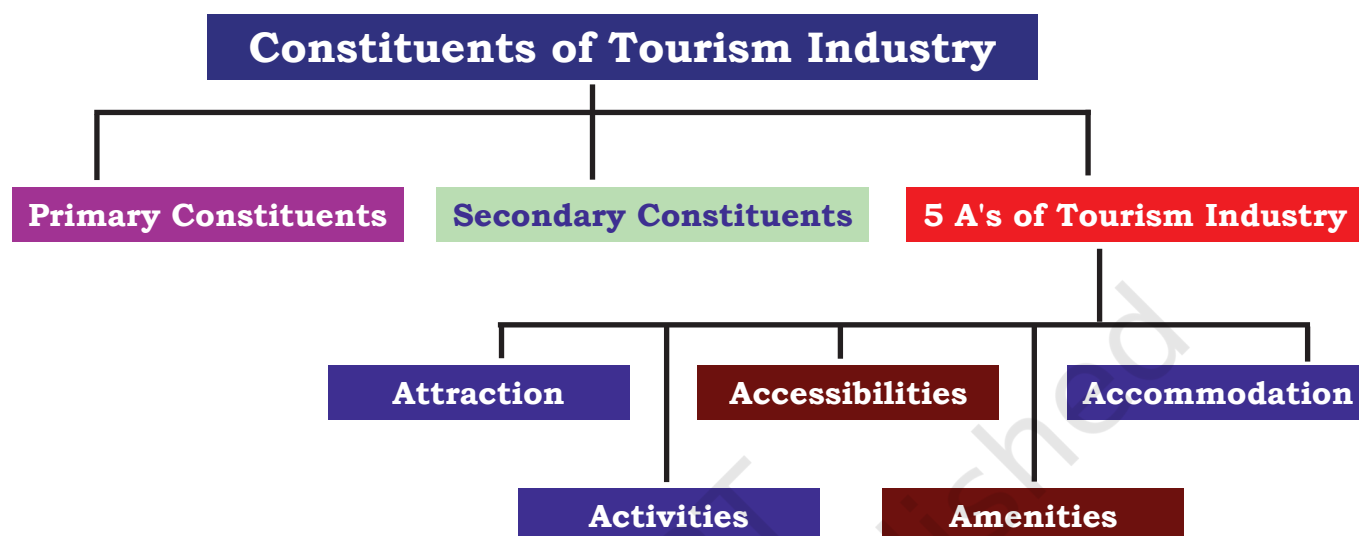 Constituents of Tourism Industry
Primary Constituents
Secondary Constituents
5 A's of Tourism Industry
Attraction
Accessibilities
Accommodation
Activities
Amenities